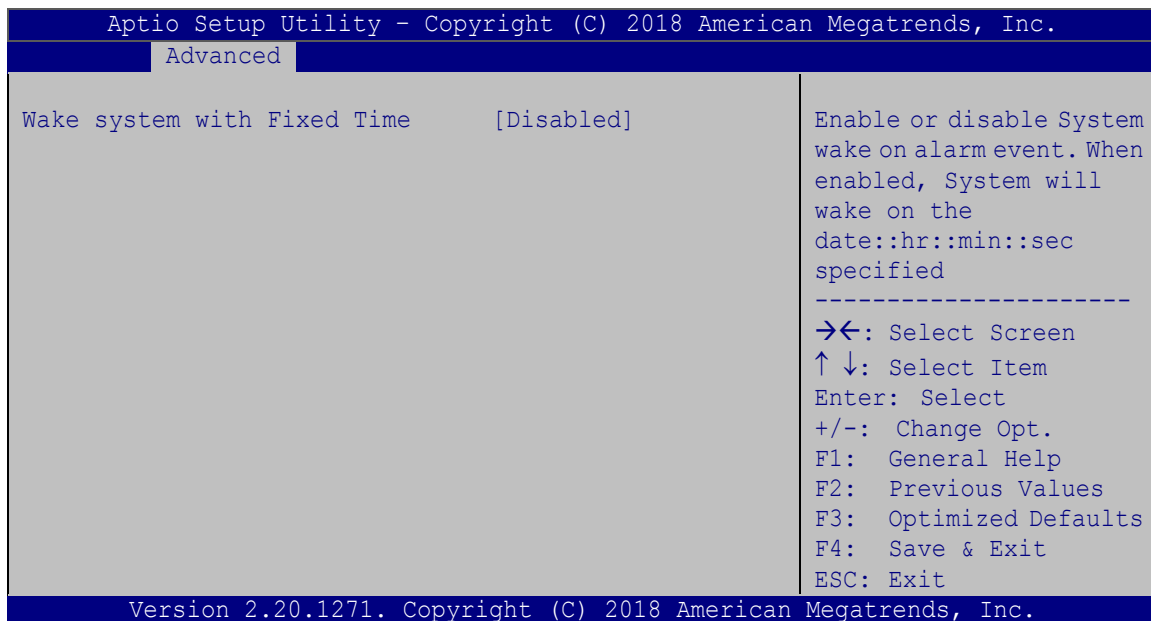 Aptio Setup Utility – Copyright (C) 2018 American Megatrends, Inc.
Advanced
Wake system with Fixed Time [Disabled]
Enable or disable System
wake on alarm event. When
enabled, System will
wake on the
date::hr::min::sec
specified
----------------------
→←: Select Screen
↑ ↓: Select Item
Enter: Select
+/-: Change Opt.
F1: General Help
F2: Previous Values
F3: Optimized Defaults
F4: Save & Exit
ESC: Exit
Version 2.20.1271. Copyright (C) 2018 American Megatrends, Inc.